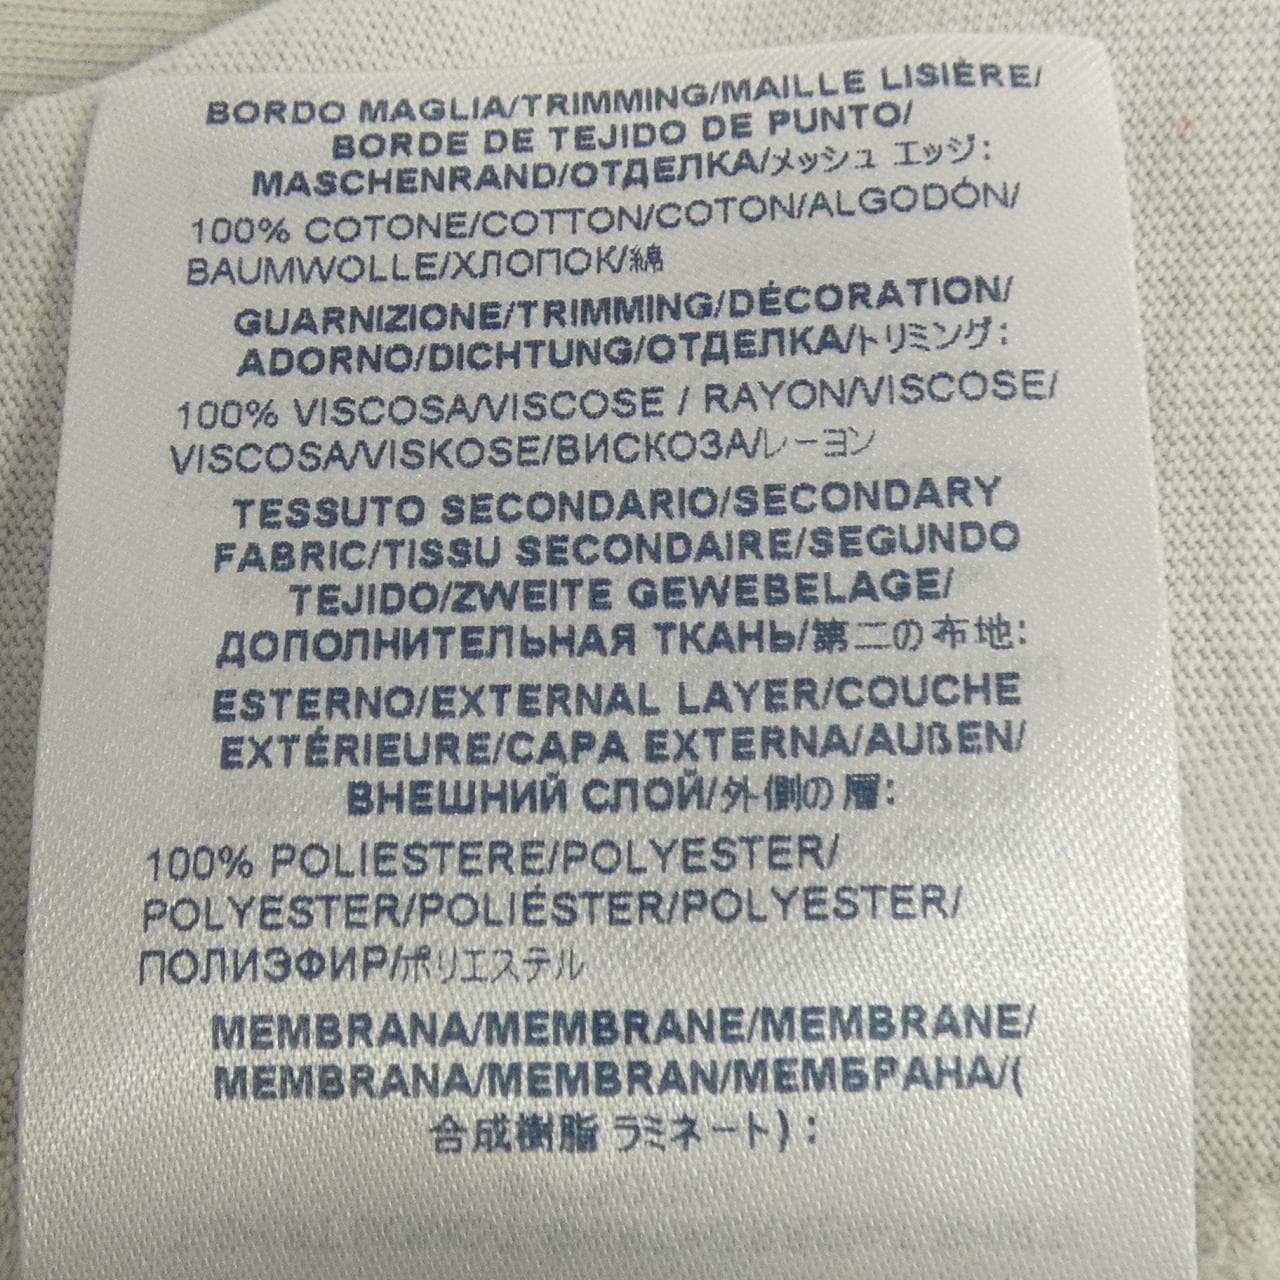 BORDO MAGLIA/TRIMMING/MAILLE LISIÈRE/
BORDE DE TEJIDO DE PUNTO/
MASCHENRAND/ОТДЕЛКА/メッシュ エッジ:
100% COTONE/COTTON/COTON/ALGODÓN/
BAUMWOLLE/ХЛОПОК/綿
GUARNIZIONE/TRIMMING/DÉCORATION/
ADORNO/DICHTUNG/ОТДЕЛКА/トリミング:
100% VISCOSA/VISCOSE / RAYON/VISCOSE/
VISCOSA/VISKOSE/ВИСКОЗА/レーヨン
TESSUTO SECONDARIO/SECONDARY
FABRIC/TISSU SECONDAIRE/SEGUNDO
TEJIDO/ZWEITE GEWEBELAGE/
ДОПОЛНИТЕЛЬНАЯ ТКАНЬ/第二の布地:
ESTERNO/EXTERNAL LAYER/COUCHE
EXTÉRIEURE/CAPA EXTERNA/AUßEN/
ВНЕШНИЙ СЛОЙ/外側の層:
100% POLIESTERE/POLYESTER/
POLYESTER/POLIÉSTER/POLYESTER/
ПОЛИЭФИР/ポリエステル
MEMBRANA/MEMBRANE/MEMBRANE/
MEMBRANA/MEMBRAN/МЕМБРАНА/(
合成樹脂 ラミネート):